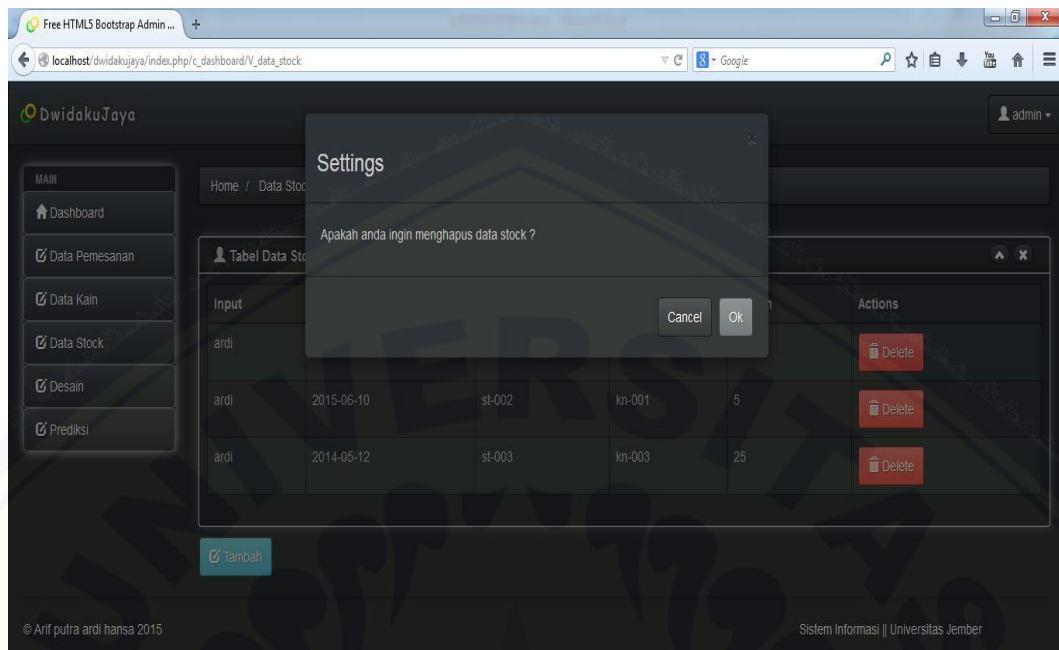 Free HTML5 Bootstrap Admin ...
localhost/dwidakujaya/index.php/c_dashboard/V_data_stock
Google
You
Tube
DwidakuJaya
admin
MAIN
Dashboard
Data Pemesanan
Data Kain
Data Stock
Desain
Prediksi
Home / Data Stoc
Settings
Apakah anda ingin menghapus data stock ?
Cancel
Ok
Tabel Data Sto
Input
Actions
ardi
Delete
ardi 2015-06-10 st-002 kn-001 5 Delete
ardi 2014-05-12 st-003 kn-003 25 Delete
Tambah
© Arif putra ardi hansa 2015
Sistem Informasi || Universitas Jember
UNIVERSITAS